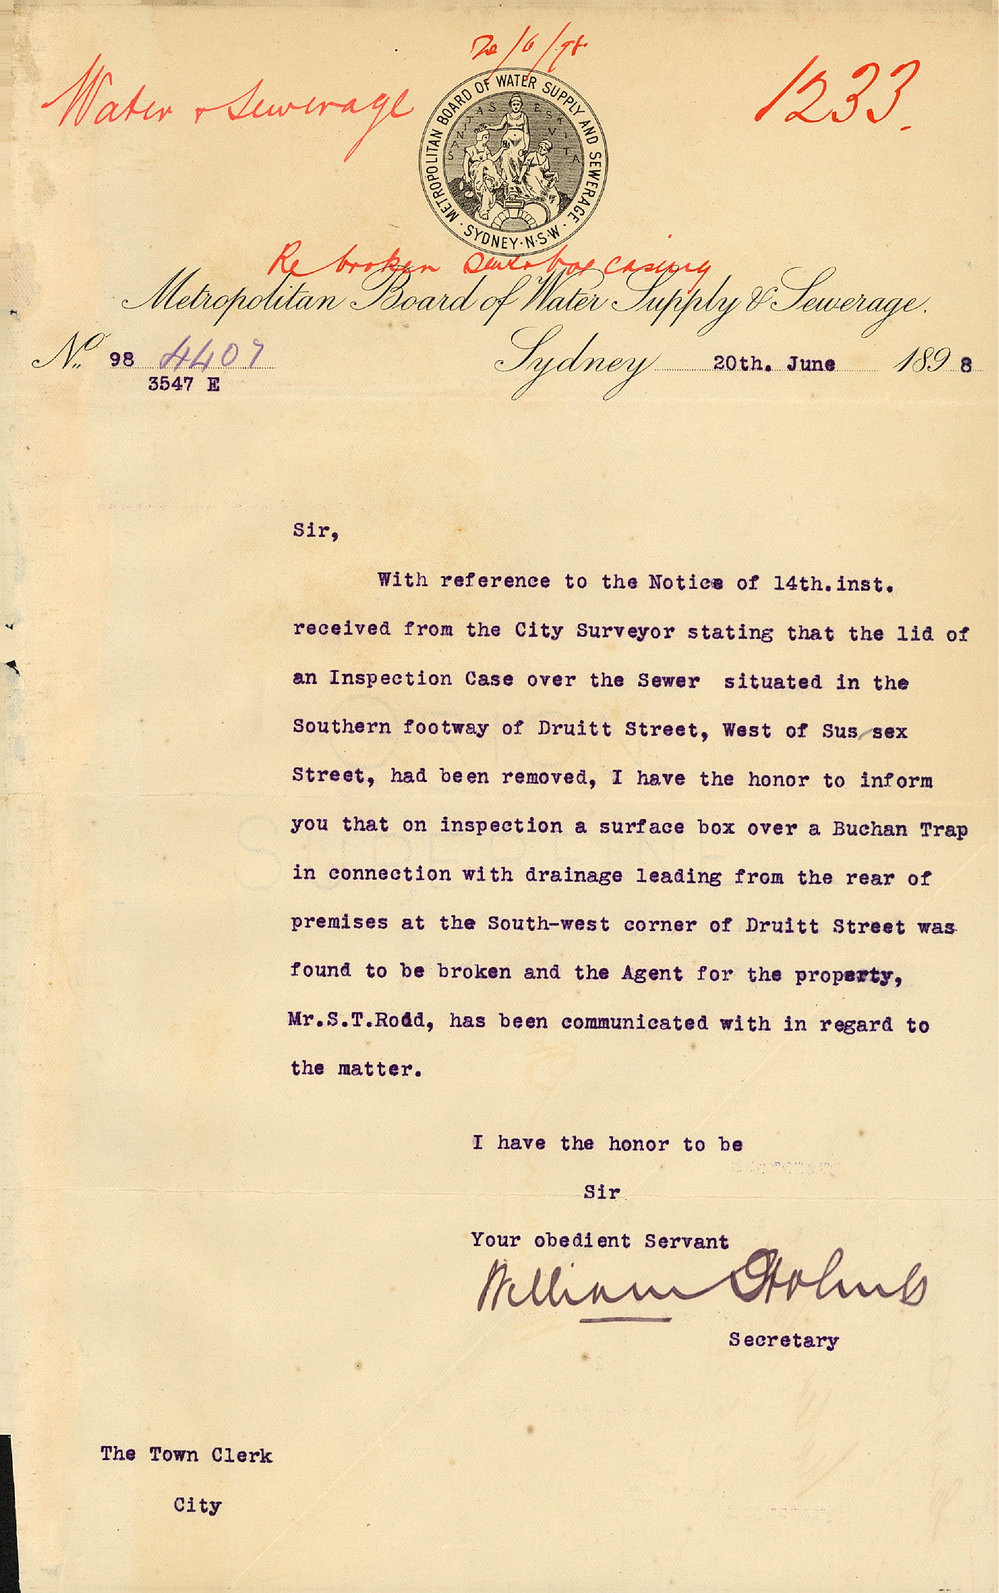 20/6/98
Water & Sewerage
1233.
METROPOLITAN BOARD OF WATER SUPPLY AND SEWERAGE.
SANITAS ESK VITA
· SYDNEY · N·S·W ·
Re broken sewer box casing
Metropolitan Board of Water Supply & Sewerage.
No. 98 4407
3547 E
Sydney 20th. June 1898
Sir,
With reference to the Notice of 14th.inst.
received from the City Surveyor stating that the lid of
an Inspection Case over the Sewer situated in the
Southern footway of Druitt Street, West of Sussex
Street, had been removed, I have the honor to inform
you that on inspection a surface box over a Buchan Trap
in connection with drainage leading from the rear of
premises at the South-west corner of Druitt Street was
found to be broken and the Agent for the property,
Mr.S.T.Rodd, has been communicated with in regard to
the matter.
I have the honor to be
Sir
Your obedient Servant
William Holmes
Secretary
The Town Clerk
City